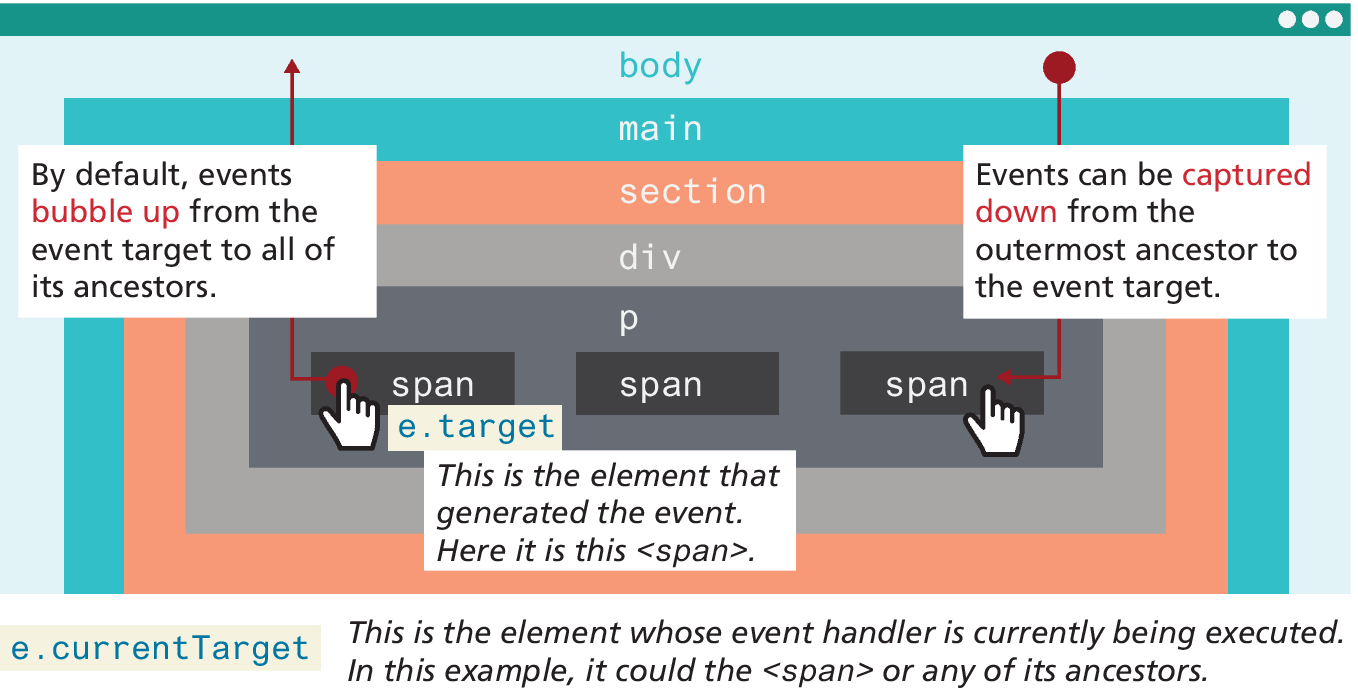 body
main
section
div
p
By default, events
bubble up from the
event target to all of
its ancestors.
Events can be captured
down from the
outermost ancestor to
the event target.
span
span
span
e.target
This is the element that
generated the event.
Here it is this <span>.
e.currentTarget
This is the element whose event handler is currently being executed.
In this example, it could the <span> or any of its ancestors.